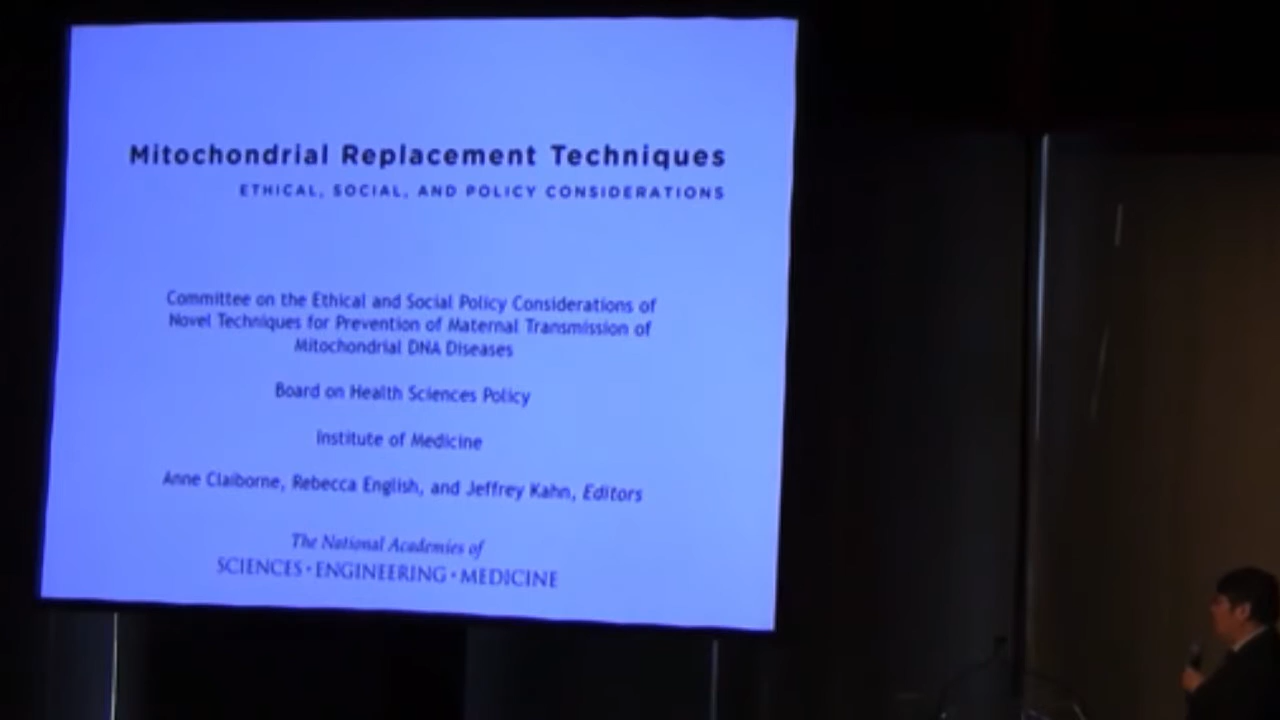 Mitochondrial Replacement Techniques
ETHICAL, SOCIAL, AND POLICY CONSIDERATIONS
Committee on the Ethical and Social Policy Considerations of
Novel Techniques for Prevention of Maternal Transmission of
Mitochondrial DNA Diseases
Board on Health Sciences Policy
Institute of Medicine
Anne Claiborne, Rebecca English, and Jeffrey Kahn, Editors
The National Academies of
SCIENCES · ENGINEERING · MEDICINE